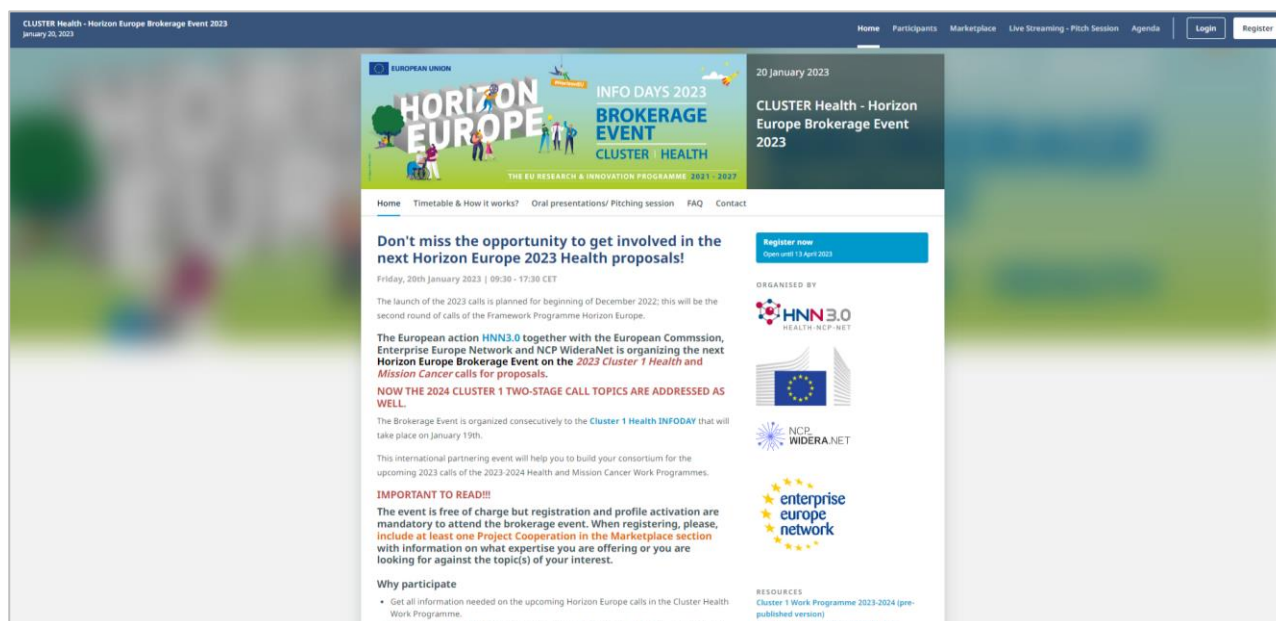 CLUSTER Health - Horizon Europe Brokerage Event 2023
January 20, 2023
Home Participants Marketplace Live Streaming - Pitch Session Agenda Login Register
EUROPEAN UNION
#HorizonEU
HORIZON
EUROPE
INFO DAYS 2023
BROKERAGE
EVENT
CLUSTER 1 HEALTH
THE EU RESEARCH & INNOVATION PROGRAMME 2021 - 2027
20 January 2023
CLUSTER Health - Horizon
Europe Brokerage Event
2023
Home Timetable & How it works? Oral presentations/ Pitching session FAQ Contact
Don't miss the opportunity to get involved in the
next Horizon Europe 2023 Health proposals!
Friday, 20th January 2023 | 09:30 - 17:30 CET
The launch of the 2023 calls is planned for beginning of December 2022; this will be the
second round of calls of the Framework Programme Horizon Europe.
The European action HNN3.0 together with the European Commssion,
Enterprise Europe Network and NCP WideraNet is organizing the next
Horizon Europe Brokerage Event on the 2023 Cluster 1 Health and
Mission Cancer calls for proposals.
NOW THE 2024 CLUSTER 1 TWO-STAGE CALL TOPICS ARE ADDRESSED AS
WELL.
The Brokerage Event is organized consecutively to the Cluster 1 Health INFODAY that will
take place on January 19th.
This international partnering event will help you to build your consortium for the
upcoming 2023 calls of the 2023-2024 Health and Mission Cancer Work Programmes.
IMPORTANT TO READ!!!
The event is free of charge but registration and profile activation are
mandatory to attend the brokerage event. When registering, please,
include at least one Project Cooperation in the Marketplace section
with information on what expertise you are offering or you are
looking for against the topic(s) of your interest.
Why participate
• Get all information needed on the upcoming Horizon Europe calls in the Cluster Health
Work Programme.
Register now
Open until 13 April 2023
ORGANISED BY
HNN 3.0
HEALTH-NCP-NET
NCP_
WIDERA.NET
enterprise
europe
network
RESOURCES
Cluster 1 Work Programme 2023-2024 (pre-
published version)